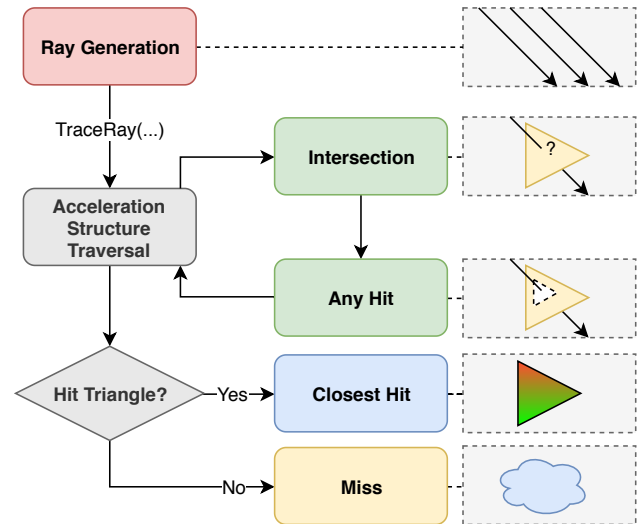 Ray Generation
TraceRay(...)
Intersection
?
Acceleration
Structure
Traversal
Any Hit
Hit Triangle?
Yes
Closest Hit
No
Miss